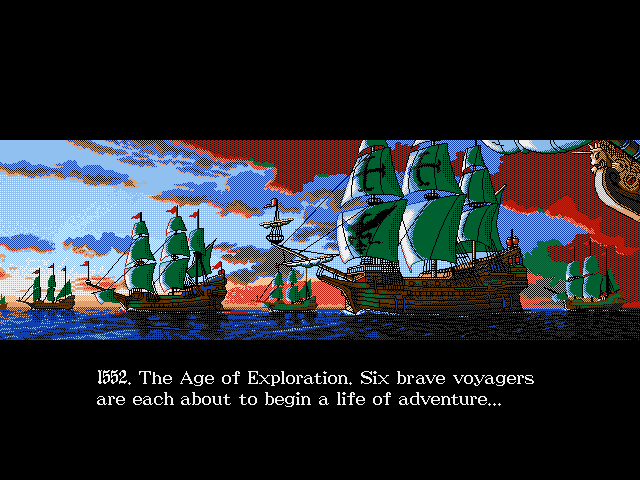 1552. The Age of Exploration. Six brave voyagers
are each about to begin a life of adventure...